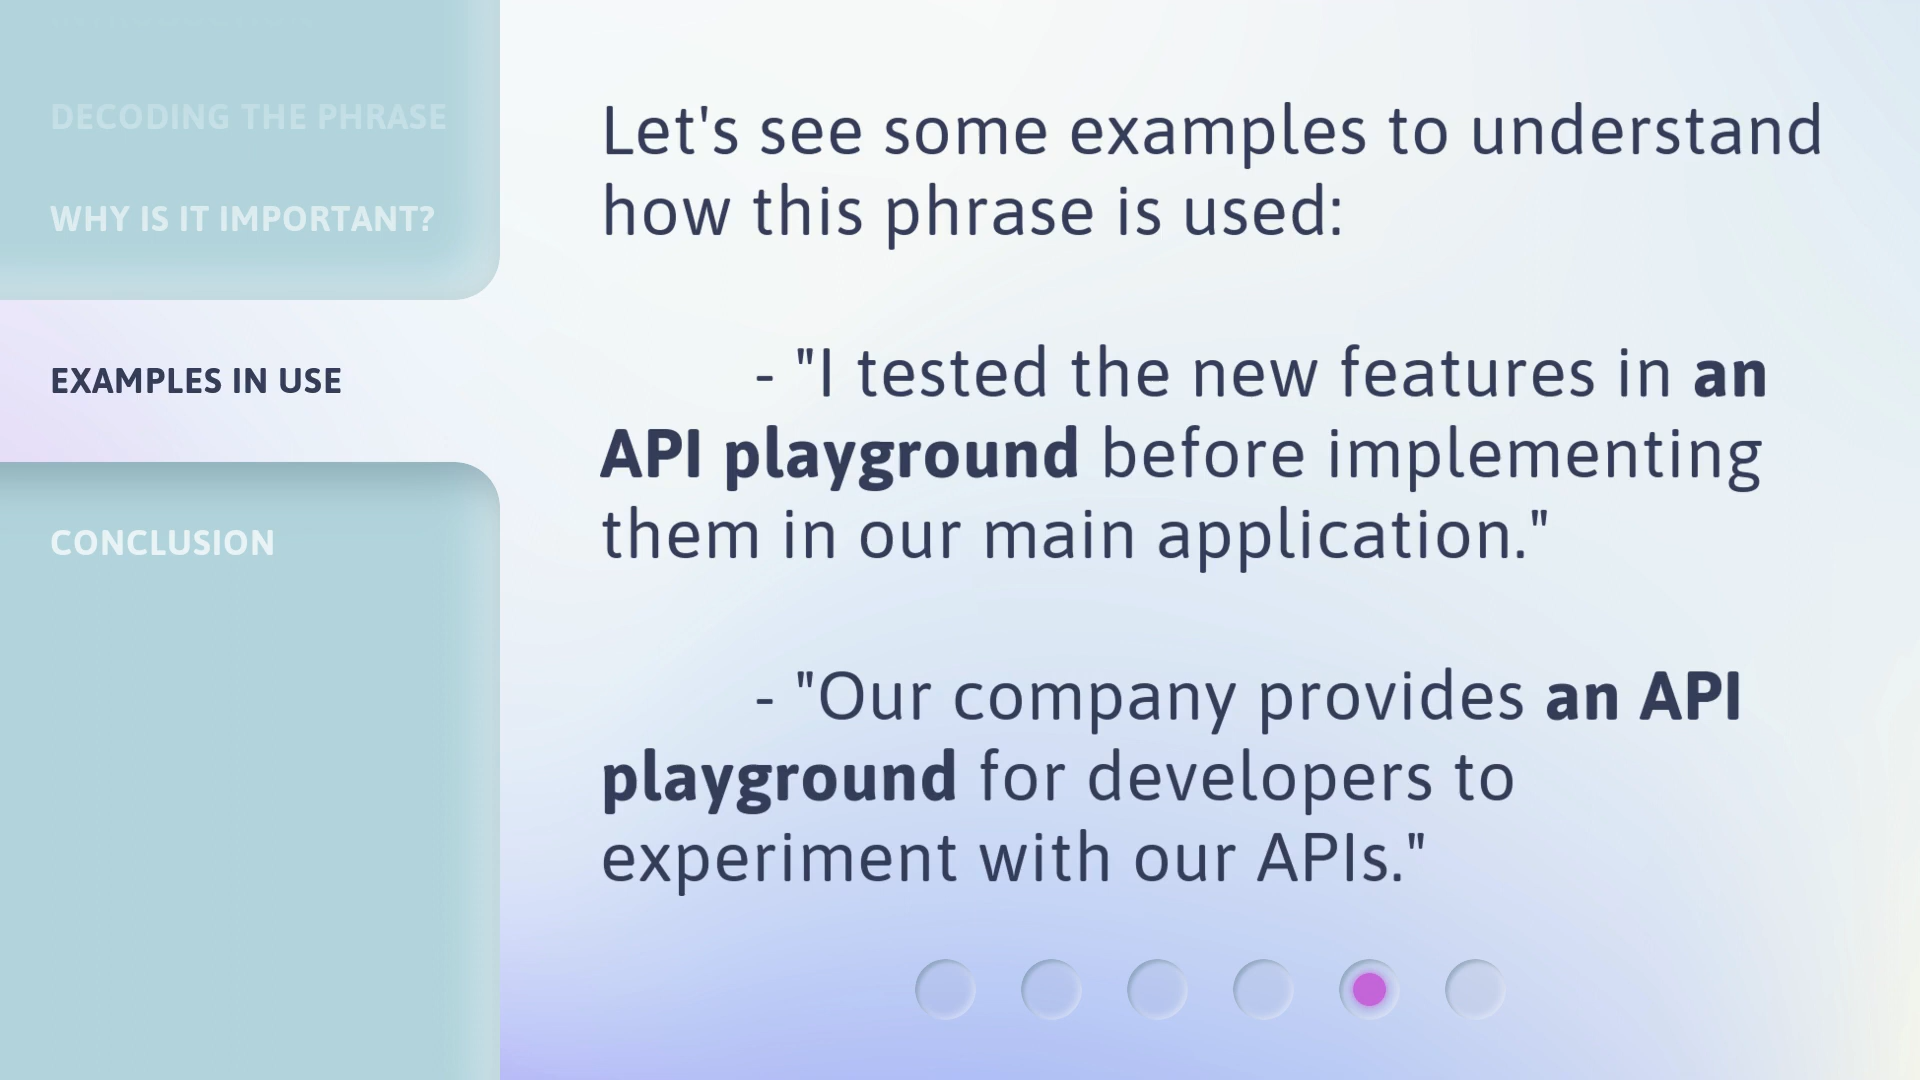 DECODING THE PHRASE
WHY IS IT IMPORTANT?
EXAMPLES IN USE
CONCLUSION
Let's see some examples to understand
how this phrase is used:
- "I tested the new features in an
API playground before implementing
them in our main application."
- "Our company provides an API
playground for developers to
experiment with our APIs."